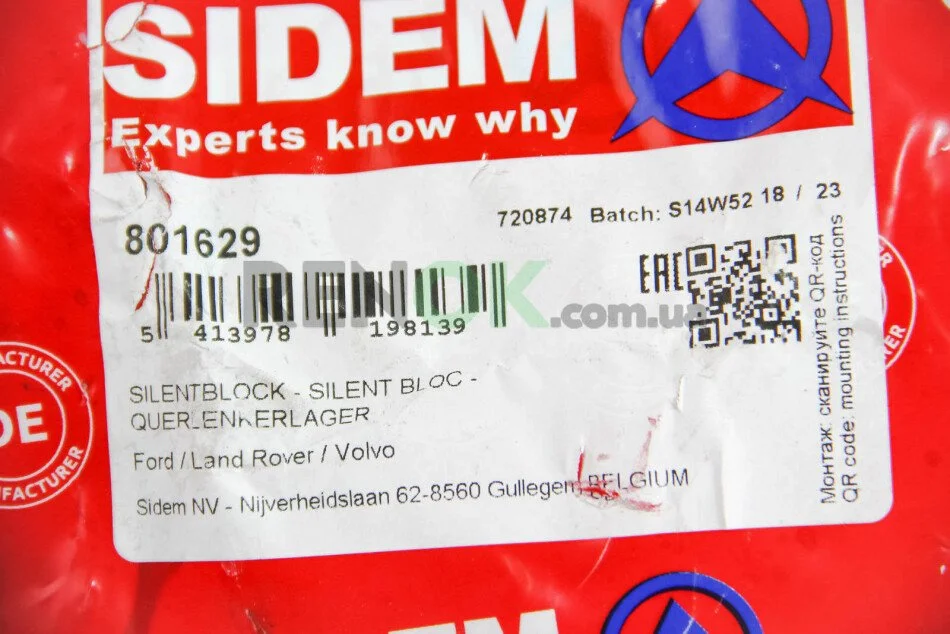 SIDEM
Experts know why
720874 Batch: S14W52 18 / 23
801629
EAC
RENOK.com.ua
5 413978 198139
SILENTBLOCK - SILENT BLOC -
QUERLENKERLAGER
Ford / Land Rover / Volvo
Sidem NV - Nijverheidslaan 62-8560 Gullegem BELGIUM
Монтаж: сканируйте QR-код
QR code: mounting instructions